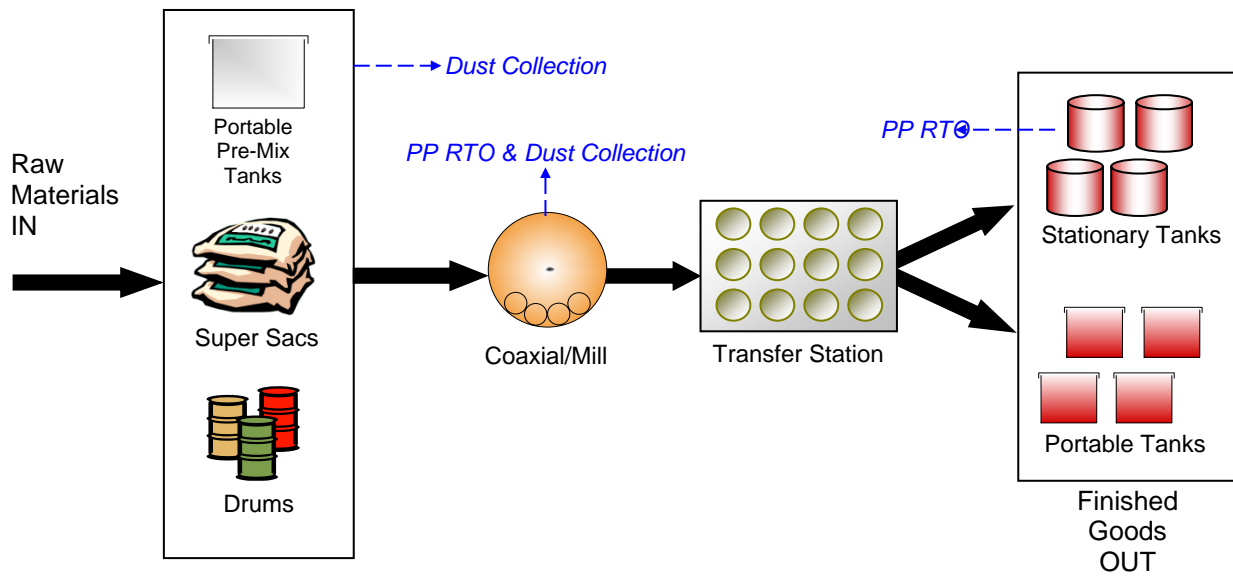 Raw
Materials
IN
Portable
Pre-Mix
Tanks
Super Sacs
Drums
Dust Collection
PP RTO & Dust Collection
Coaxial/Mill
Transfer Station
PP RTO
Stationary Tanks
Portable Tanks
Finished
Goods
OUT